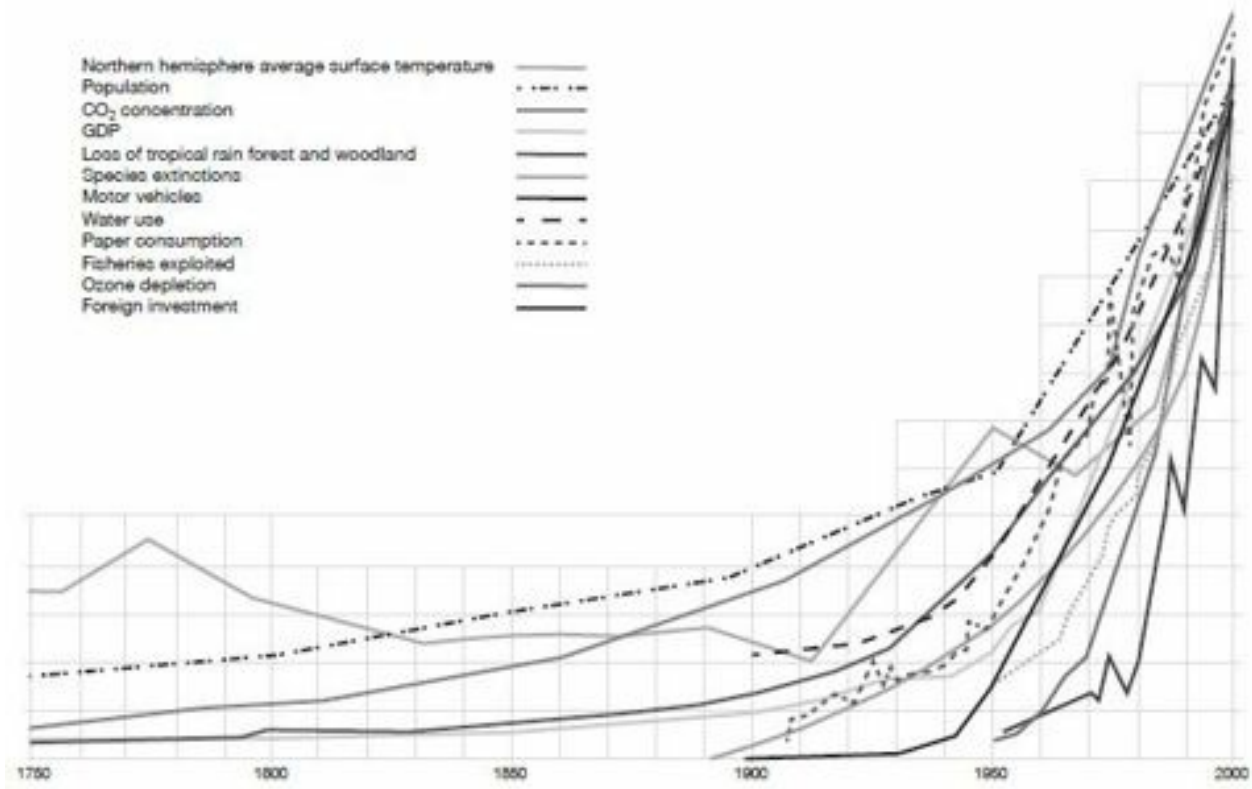 Northern hemisphere average surface temperature
Population
CO₂ concentration
GDP
Loss of tropical rain forest and woodland
Species extinctions
Motor vehicles
Water use
Paper consumption
Fisheries exploited
Ozone depletion
Foreign investment
1750 1800 1850 1900 1950 2000